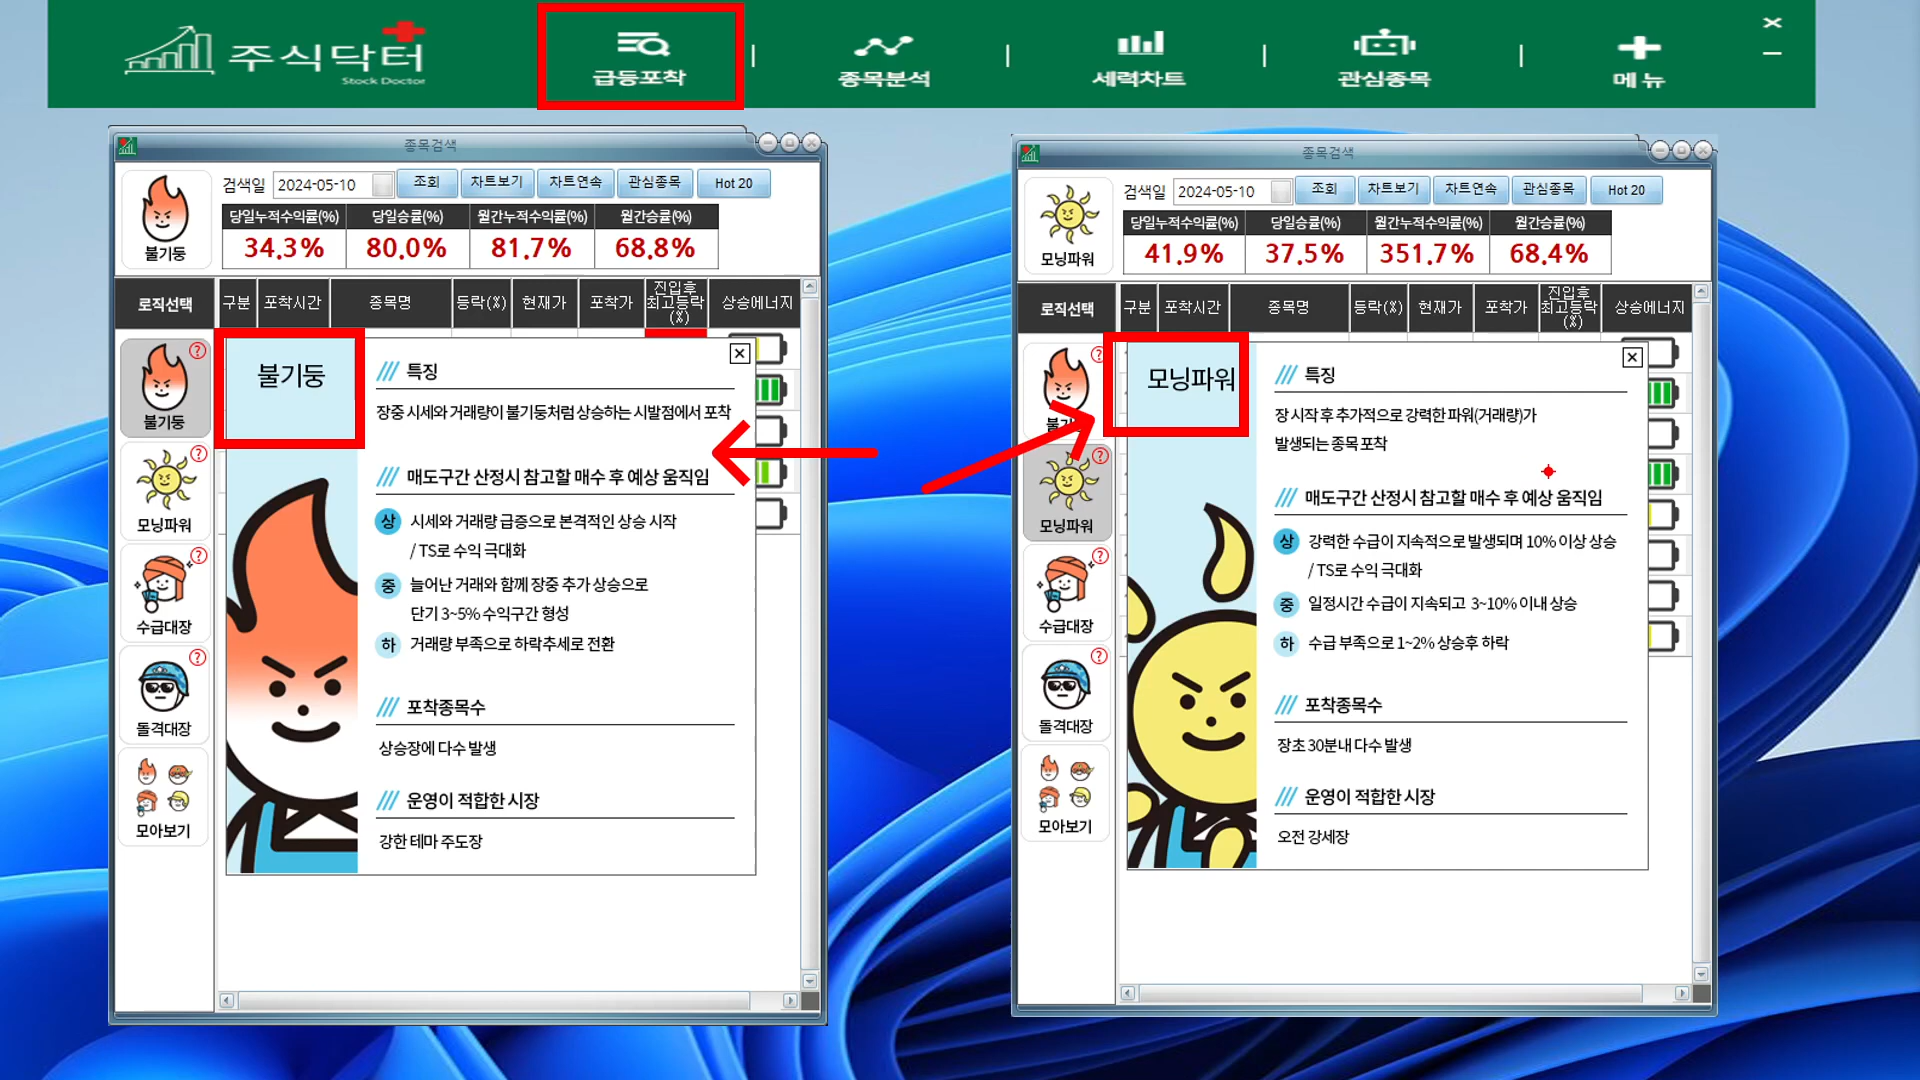 주식닥터
Stock Doctor
급등포착
종목분석
세력차트
관심종목
메뉴
종목검색
불기둥
검색일
2024-05-10
조회
차트보기
차트연속
관심종목
Hot 20
당일누적수익률(%)
당일승률(%)
월간누적수익률(%)
월간승률(%)
34.3%
80.0%
81.7%
68.8%
로직선택
구분
포착시간
종목명
등락(%)
현재가
포착가
진입후
최고등락
(%)
상승에너지
불기둥
모닝파워
수급대장
돌격대장
모아보기
불기둥
특징
장중 시세와 거래량이 불기둥처럼 상승하는 시발점에서 포착
매도구간 산정시 참고할 매수 후 예상 움직임
상 시세와 거래량 급증으로 본격적인 상승 시작
/ TS로 수익 극대화
중 늘어난 거래와 함께 장중 추가 상승으로
단기 3~5% 수익구간 형성
하 거래량 부족으로 하락추세로 전환
포착종목수
상승장에 다수 발생
운영이 적합한 시장
강한 테마 주도장
종목검색
모닝파워
검색일
2024-05-10
조회
차트보기
차트연속
관심종목
Hot 20
당일누적수익률(%)
당일승률(%)
월간누적수익률(%)
월간승률(%)
41.9%
37.5%
351.7%
68.4%
로직선택
구분
포착시간
종목명
등락(%)
현재가
포착가
진입후
최고등락
(%)
상승에너지
모닝파워
수급대장
돌격대장
모아보기
모닝파워
특징
장 시작 후 추가적으로 강력한 파워(거래량)가
발생되는 종목 포착
매도구간 산정시 참고할 매수 후 예상 움직임
상 강력한 수급이 지속적으로 발생되며 10% 이상 상승
/ TS로 수익 극대화
중 일정시간 수급이 지속되고 3~10% 이내 상승
하 수급 부족으로 1~2% 상승후 하락
포착종목수
장초 30분내 다수 발생
운영이 적합한 시장
오전 강세장